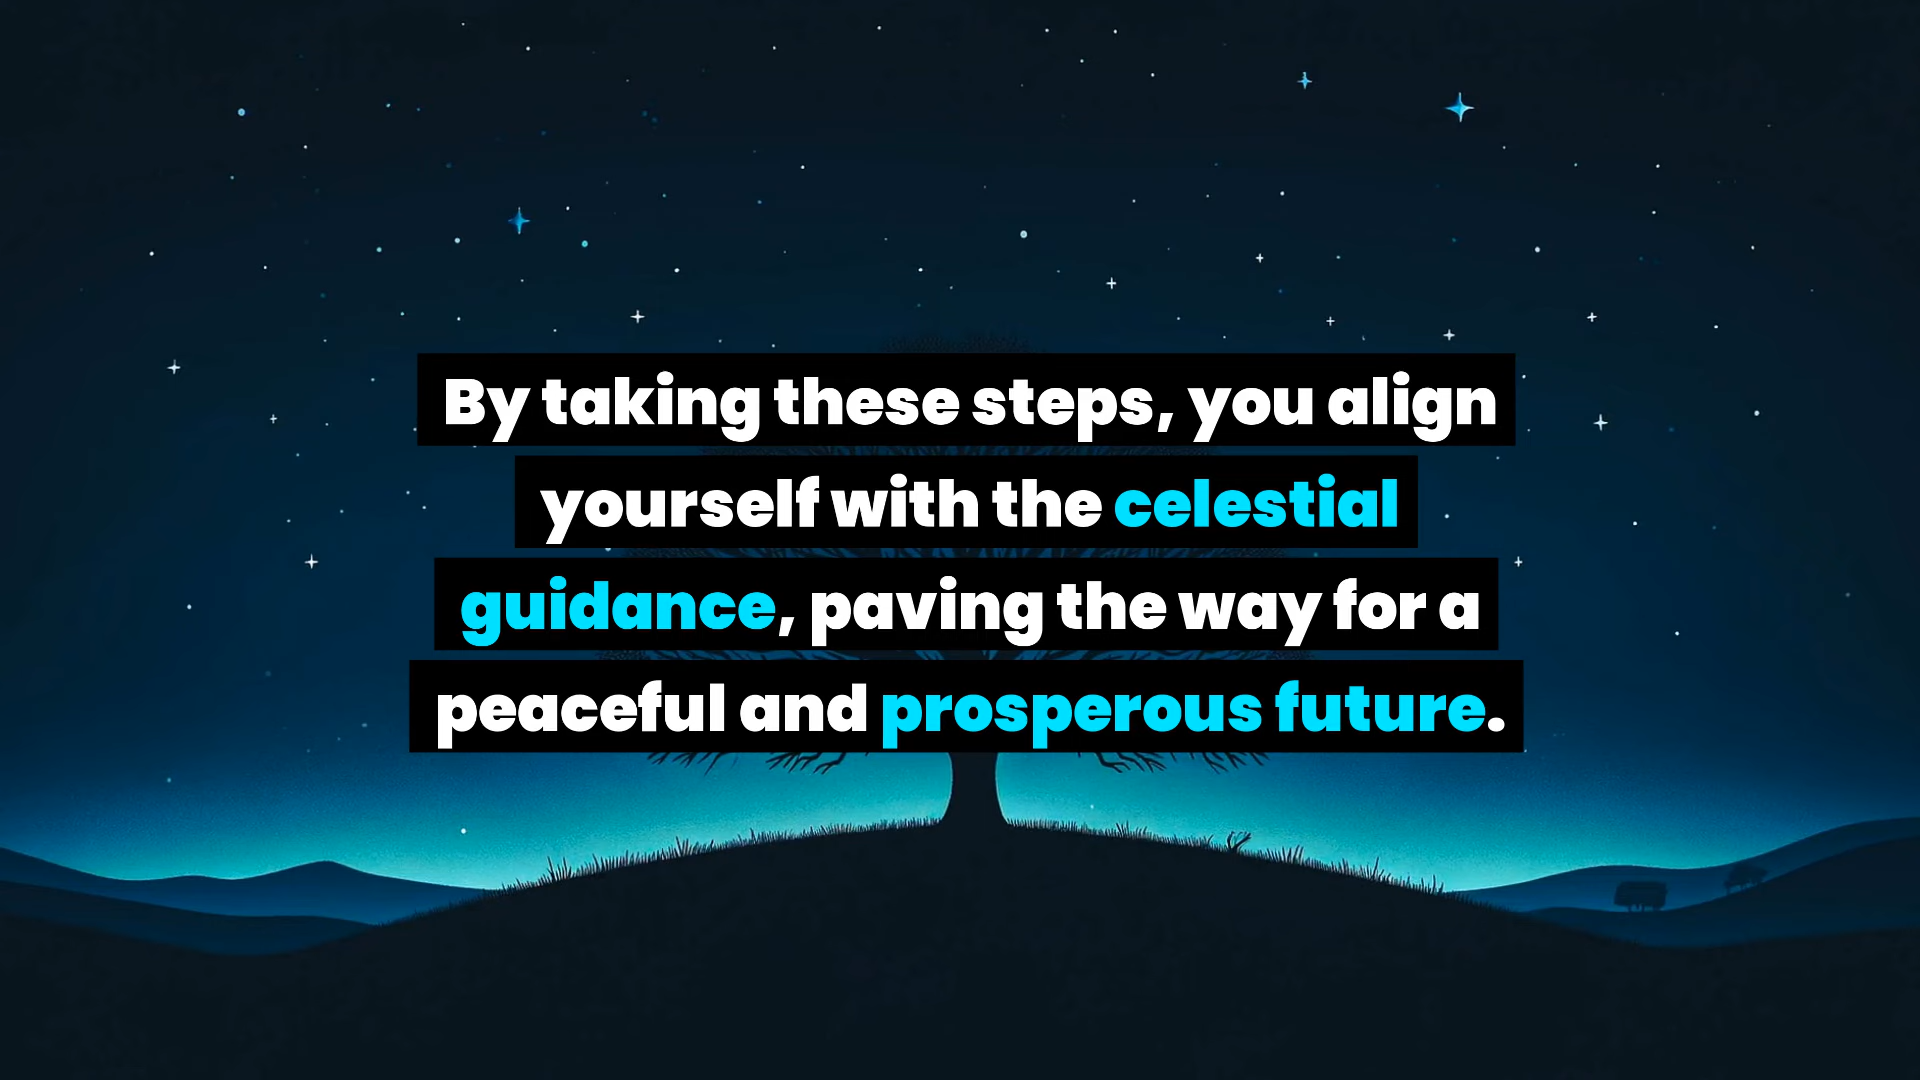 By taking these steps, you align
yourself with the celestial
guidance, paving the way for a
peaceful and prosperous future.